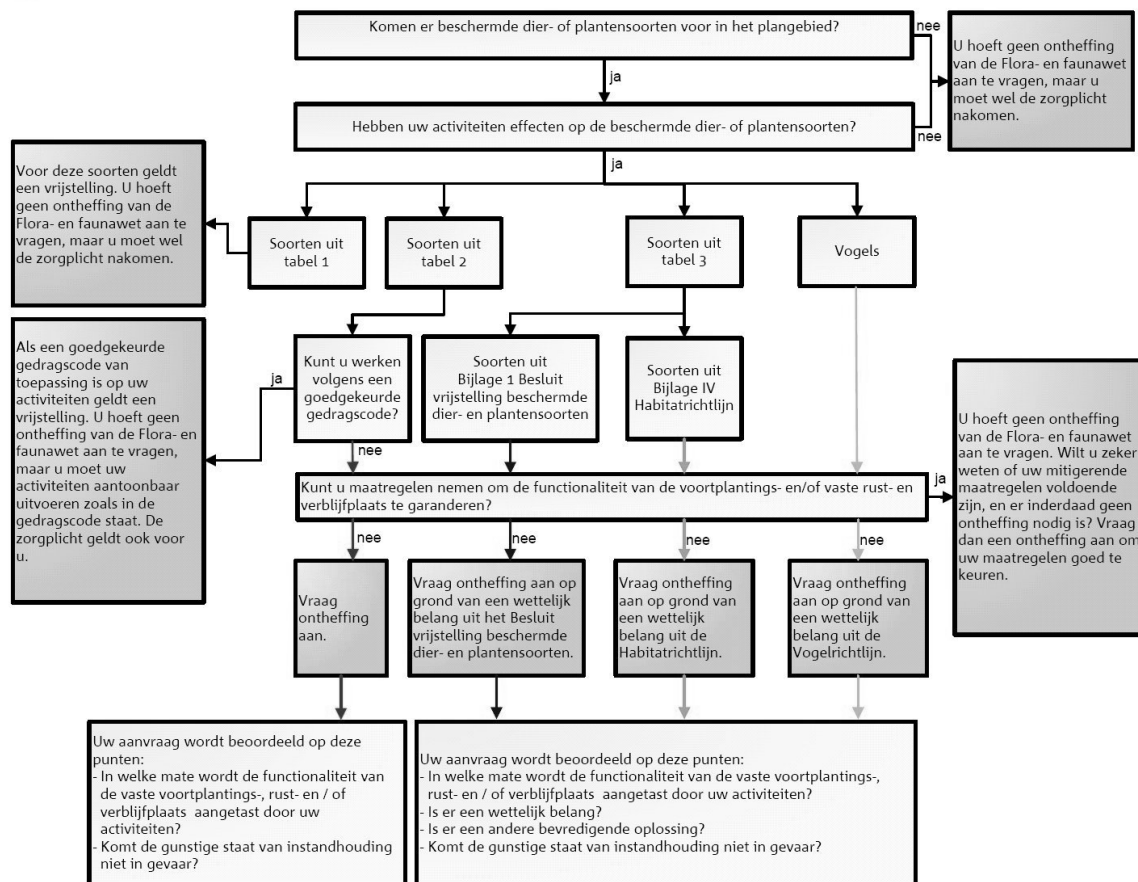 Komen er beschermde dier- of plantensoorten voor in het plangebied?
nee
U hoeft geen ontheffing
van de Flora- en faunawet
aan te vragen, maar u
moet wel de zorgplicht
nakomen.
ja
Hebben uw activiteiten effecten op de beschermde dier- of plantensoorten?
nee
ja
Voor deze soorten geldt
een vrijstelling. U hoeft
geen ontheffing van de
Flora- en faunawet aan te
vragen, maar u moet wel
de zorgplicht nakomen.
Soorten uit
tabel 1
Soorten uit
tabel 2
Soorten uit
tabel 3
Vogels
Als een goedgekeurde
gedragscode van
toepassing is op uw
activiteiten geldt een
vrijstelling. U hoeft geen
ontheffing van de Flora- en
faunawet aan te vragen,
maar u moet uw
activiteiten aantoonbaar
uitvoeren zoals in de
gedragscode staat. De
zorgplicht geldt ook voor
u.
ja
Kunt u werken
volgens een
goedgekeurde
gedragscode?
Soorten uit
Bijlage 1 Besluit
vrijstelling beschermde
dier- en plantensoorten
Soorten uit
Bijlage IV
Habitatrichtlijn
nee
Kunt u maatregelen nemen om de functionaliteit van de voortplantings- en/of vaste rust- en
verblijfplaats te garanderen?
ja
U hoeft geen ontheffing
van de Flora- en faunawet
aan te vragen. Wilt u zeker
weten of uw mitigerende
maatregelen voldoende
zijn, en er inderdaad geen
ontheffing nodig is? Vraag
dan een ontheffing aan om
uw maatregelen goed te
keuren.
nee
nee
nee
nee
Vraag
ontheffing
aan.
Vraag ontheffing aan op
grond van een wettelijk
belang uit het Besluit
vrijstelling beschermde
dier- en plantensoorten.
Vraag ontheffing
aan op grond van
een wettelijk
belang uit de
Habitatrichtlijn.
Vraag ontheffing
aan op grond van
een wettelijk
belang uit de
Vogelrichtlijn.
Uw aanvraag wordt beoordeeld op deze
punten:
- In welke mate wordt de functionaliteit van
de vaste voortplantings-, rust- en / of
verblijfplaats aangetast door uw
activiteiten?
- Komt de gunstige staat van instandhouding
niet in gevaar?
Uw aanvraag wordt beoordeeld op deze punten:
- In welke mate wordt de functionaliteit van de vaste voortplantings-,
rust- en / of verblijfplaats aangetast door uw activiteiten?
- Is er een wettelijk belang?
- Is er een andere bevredigende oplossing?
- Komt de gunstige staat van instandhouding niet in gevaar?